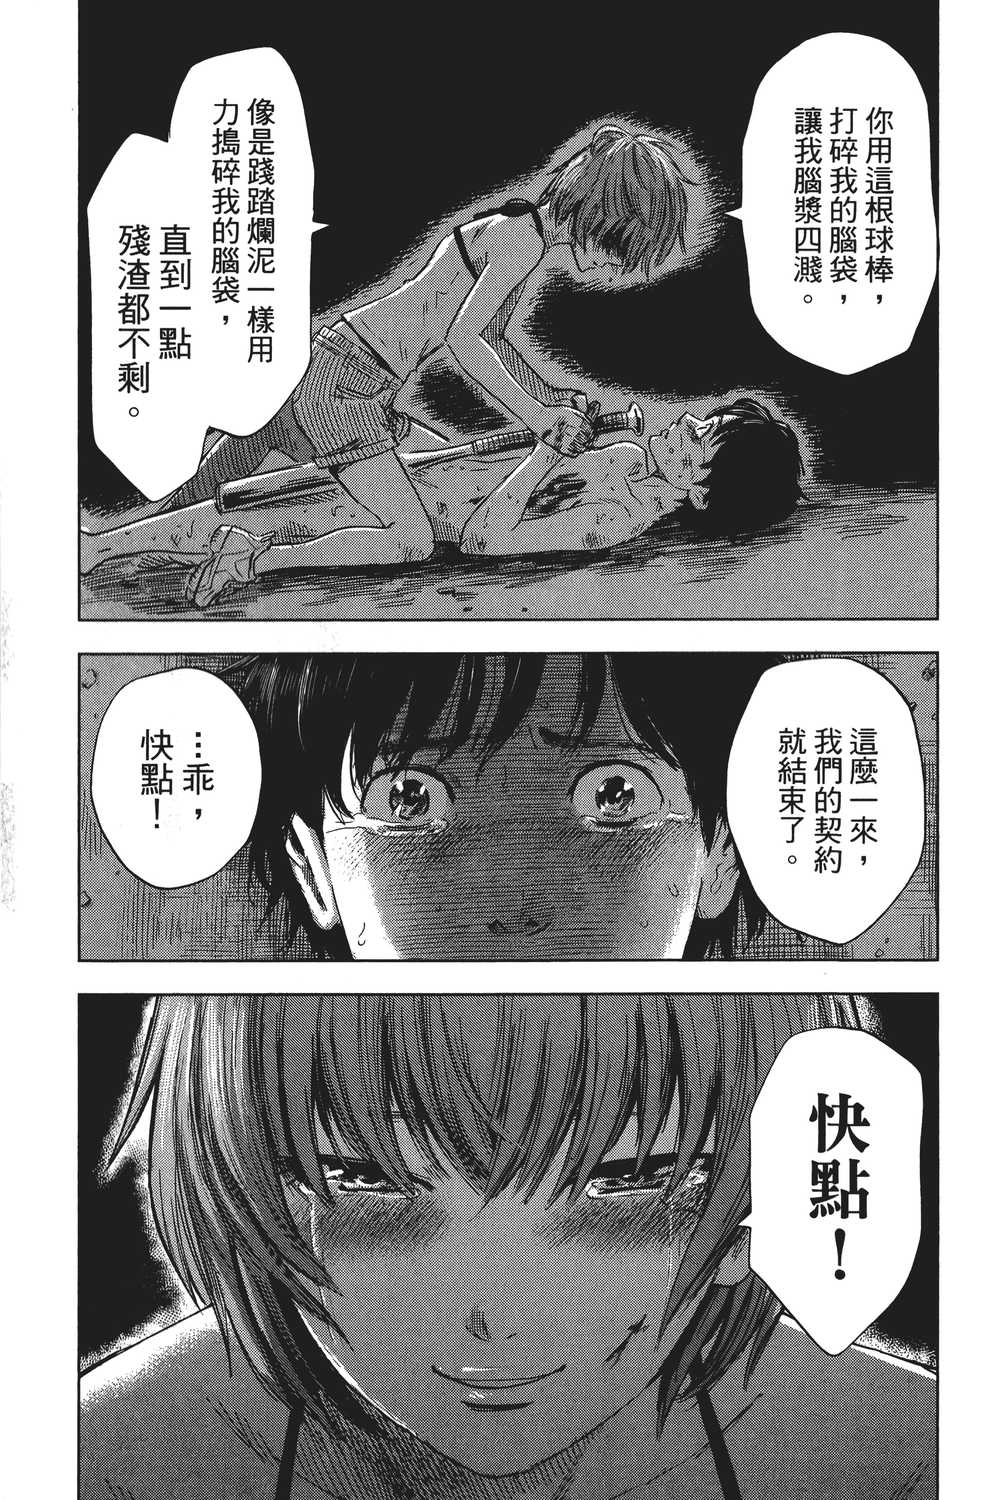 你用這根球棒，
打碎我的腦袋，
讓我腦漿四濺。
像是踐踏爛泥一樣用
力搗碎我的腦袋，
直到一點
殘渣都不剩。
這麼一來，
我們的契約
就結束了。
…乖，
快點！
快點！